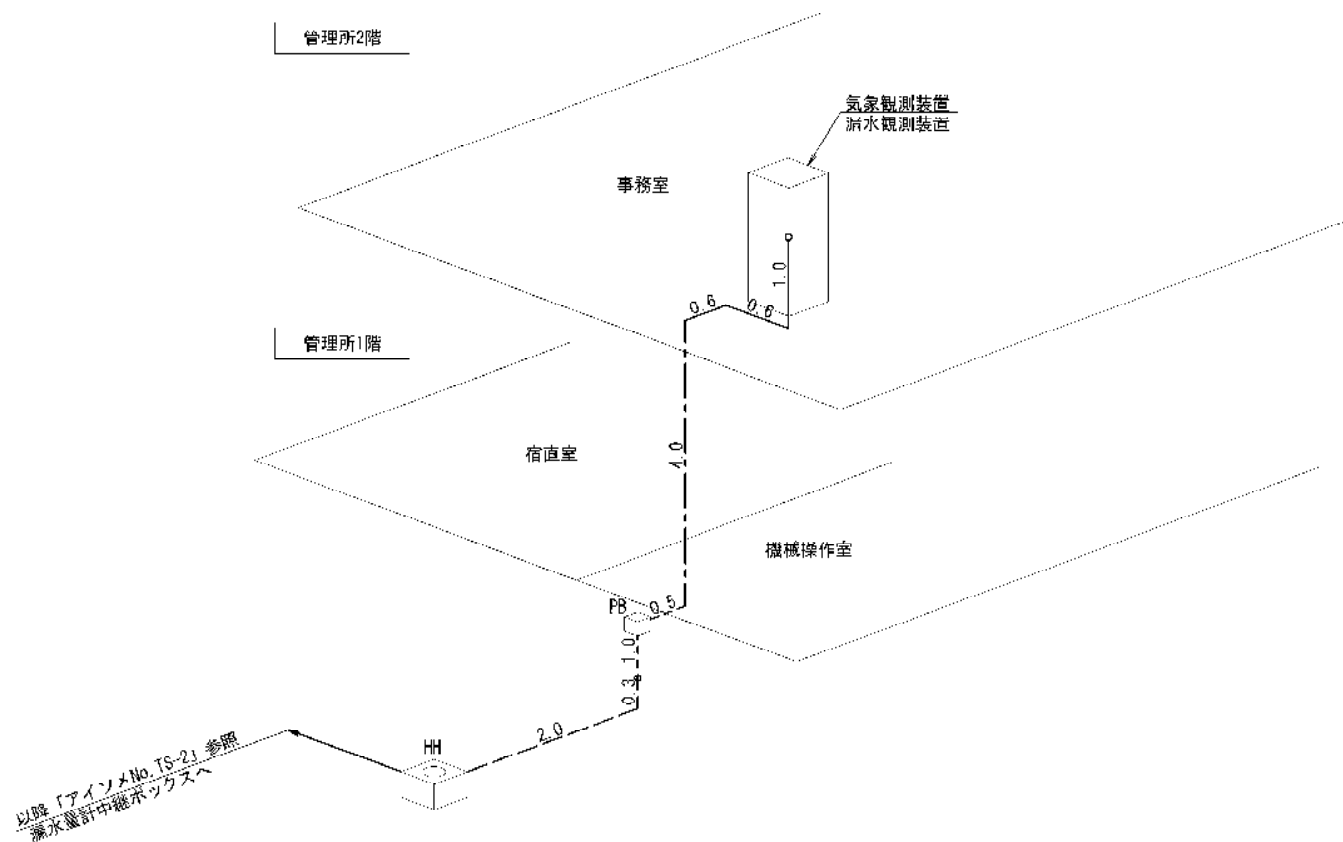 管理所2階
気象観測装置
漏水観測装置
事務室
1.0
0.6
0.6
管理所1階
宿直室
4.0
機械操作室
PB
0.5
1.0
0.3
2.0
HH
以降「アイソメNo.TS-2」参照
漏水量計中継ボックスへ